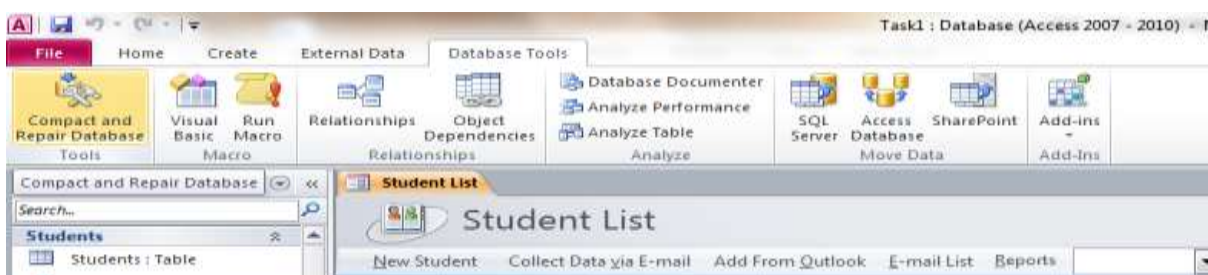 A
Task1 : Database (Access 2007 - 2010) -
File Home Create External Data Database Tools
Compact and Repair Database
Visual Basic
Run Macro
Relationships
Object Dependencies
Database Documenter
Analyze Performance
Analyze Table
SQL Server
Access Database
SharePoint
Add-ins
Tools Macro Relationships Analyze Move Data Add-Ins
Compact and Repair Database
Student List
Search...
Student List
Students
Students : Table
New Student Collect Data via E-mail Add From Outlook E-mail List Reports